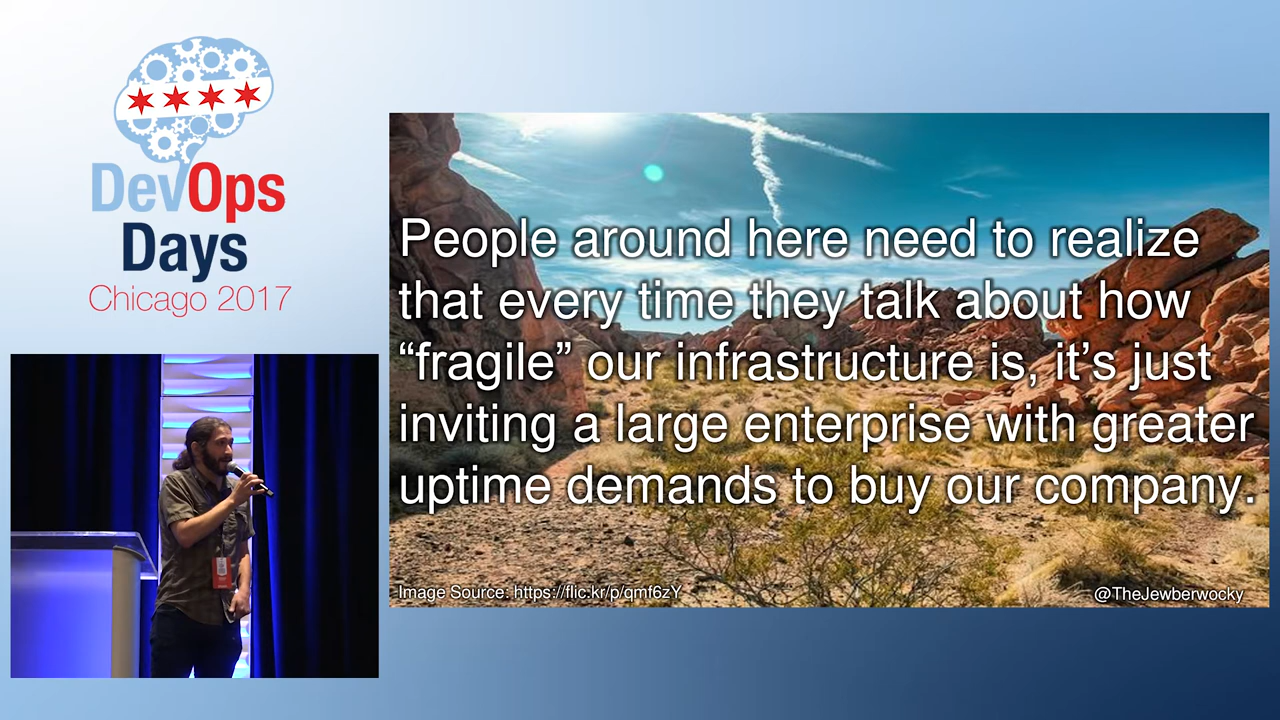 DevOps
Days
Chicago 2017
People around here need to realize
that every time they talk about how
“fragile” our infrastructure is, it’s just
inviting a large enterprise with greater
uptime demands to buy our company.
Image Source: https://flic.kr/p/qmf6zY
@TheJewberwocky